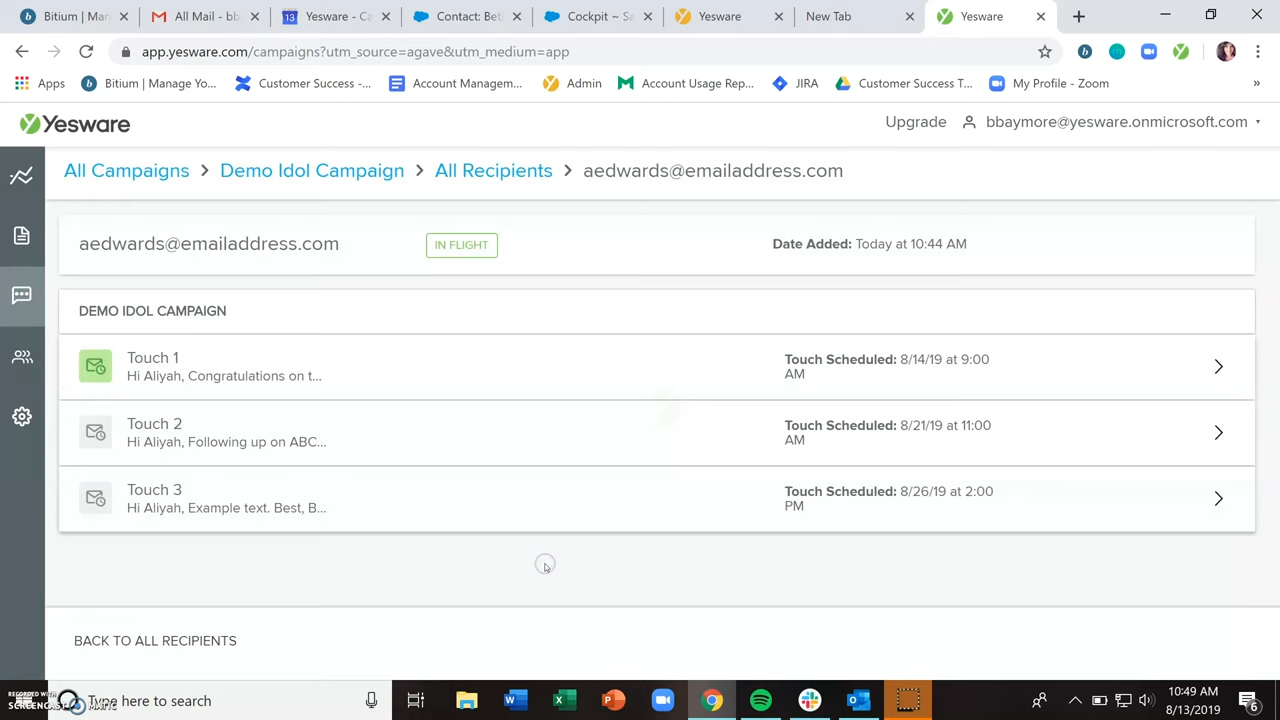 Bitium | Mar
All Mail - bb
13
Yesware - Ca
Contact: Bet
Cockpit ~ Sa
Yesware
New Tab
Yesware
app.yesware.com/campaigns?utm_source=agave&utm_medium=app
Apps
Bitium | Manage Yo...
Customer Success -...
Account Managem...
Admin
Account Usage Rep...
JIRA
Customer Success T...
My Profile - Zoom
»
Yesware
Upgrade
bbaymore@yesware.onmicrosoft.com
All Campaigns > Demo Idol Campaign > All Recipients > aedwards@emailaddress.com
aedwards@emailaddress.com
IN FLIGHT
Date Added: Today at 10:44 AM
DEMO IDOL CAMPAIGN
Touch 1
Hi Aliyah, Congratulations on t...
Touch Scheduled: 8/14/19 at 9:00
AM
Touch 2
Hi Aliyah, Following up on ABC...
Touch Scheduled: 8/21/19 at 11:00
AM
Touch 3
Hi Aliyah, Example text. Best, B...
Touch Scheduled: 8/26/19 at 2:00
PM
BACK TO ALL RECIPIENTS
RECORDED WITH
Type here to search
10:49 AM
8/13/2019
6